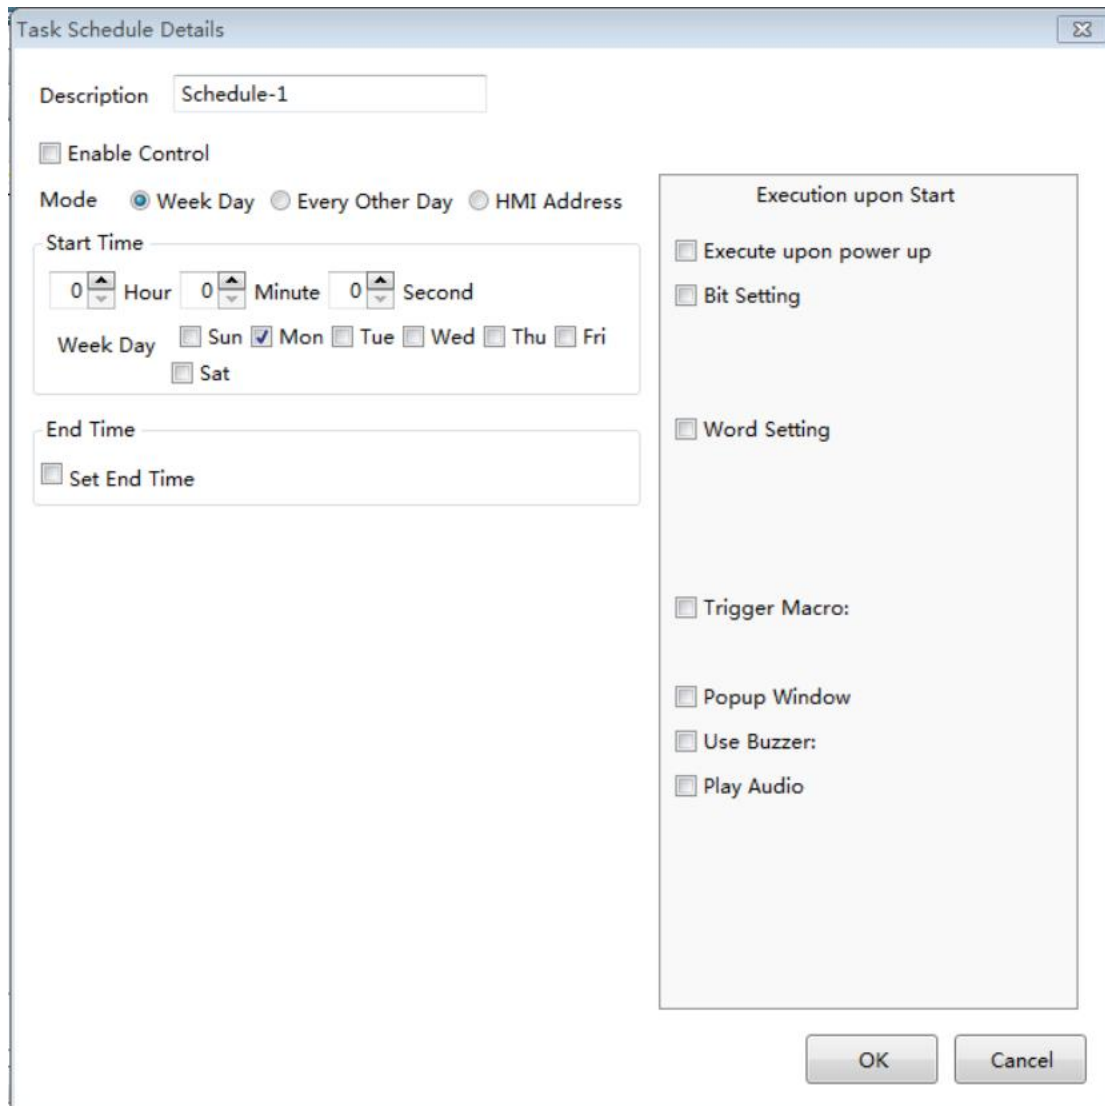 Task Schedule Details
Description Schedule-1
Enable Control
Mode Week Day Every Other Day HMI Address
Start Time
0 Hour 0 Minute 0 Second
Week Day Sun Mon Tue Wed Thu Fri
Sat
End Time
Set End Time
Execution upon Start
Execute upon power up
Bit Setting
Word Setting
Trigger Macro:
Popup Window
Use Buzzer:
Play Audio
OK Cancel